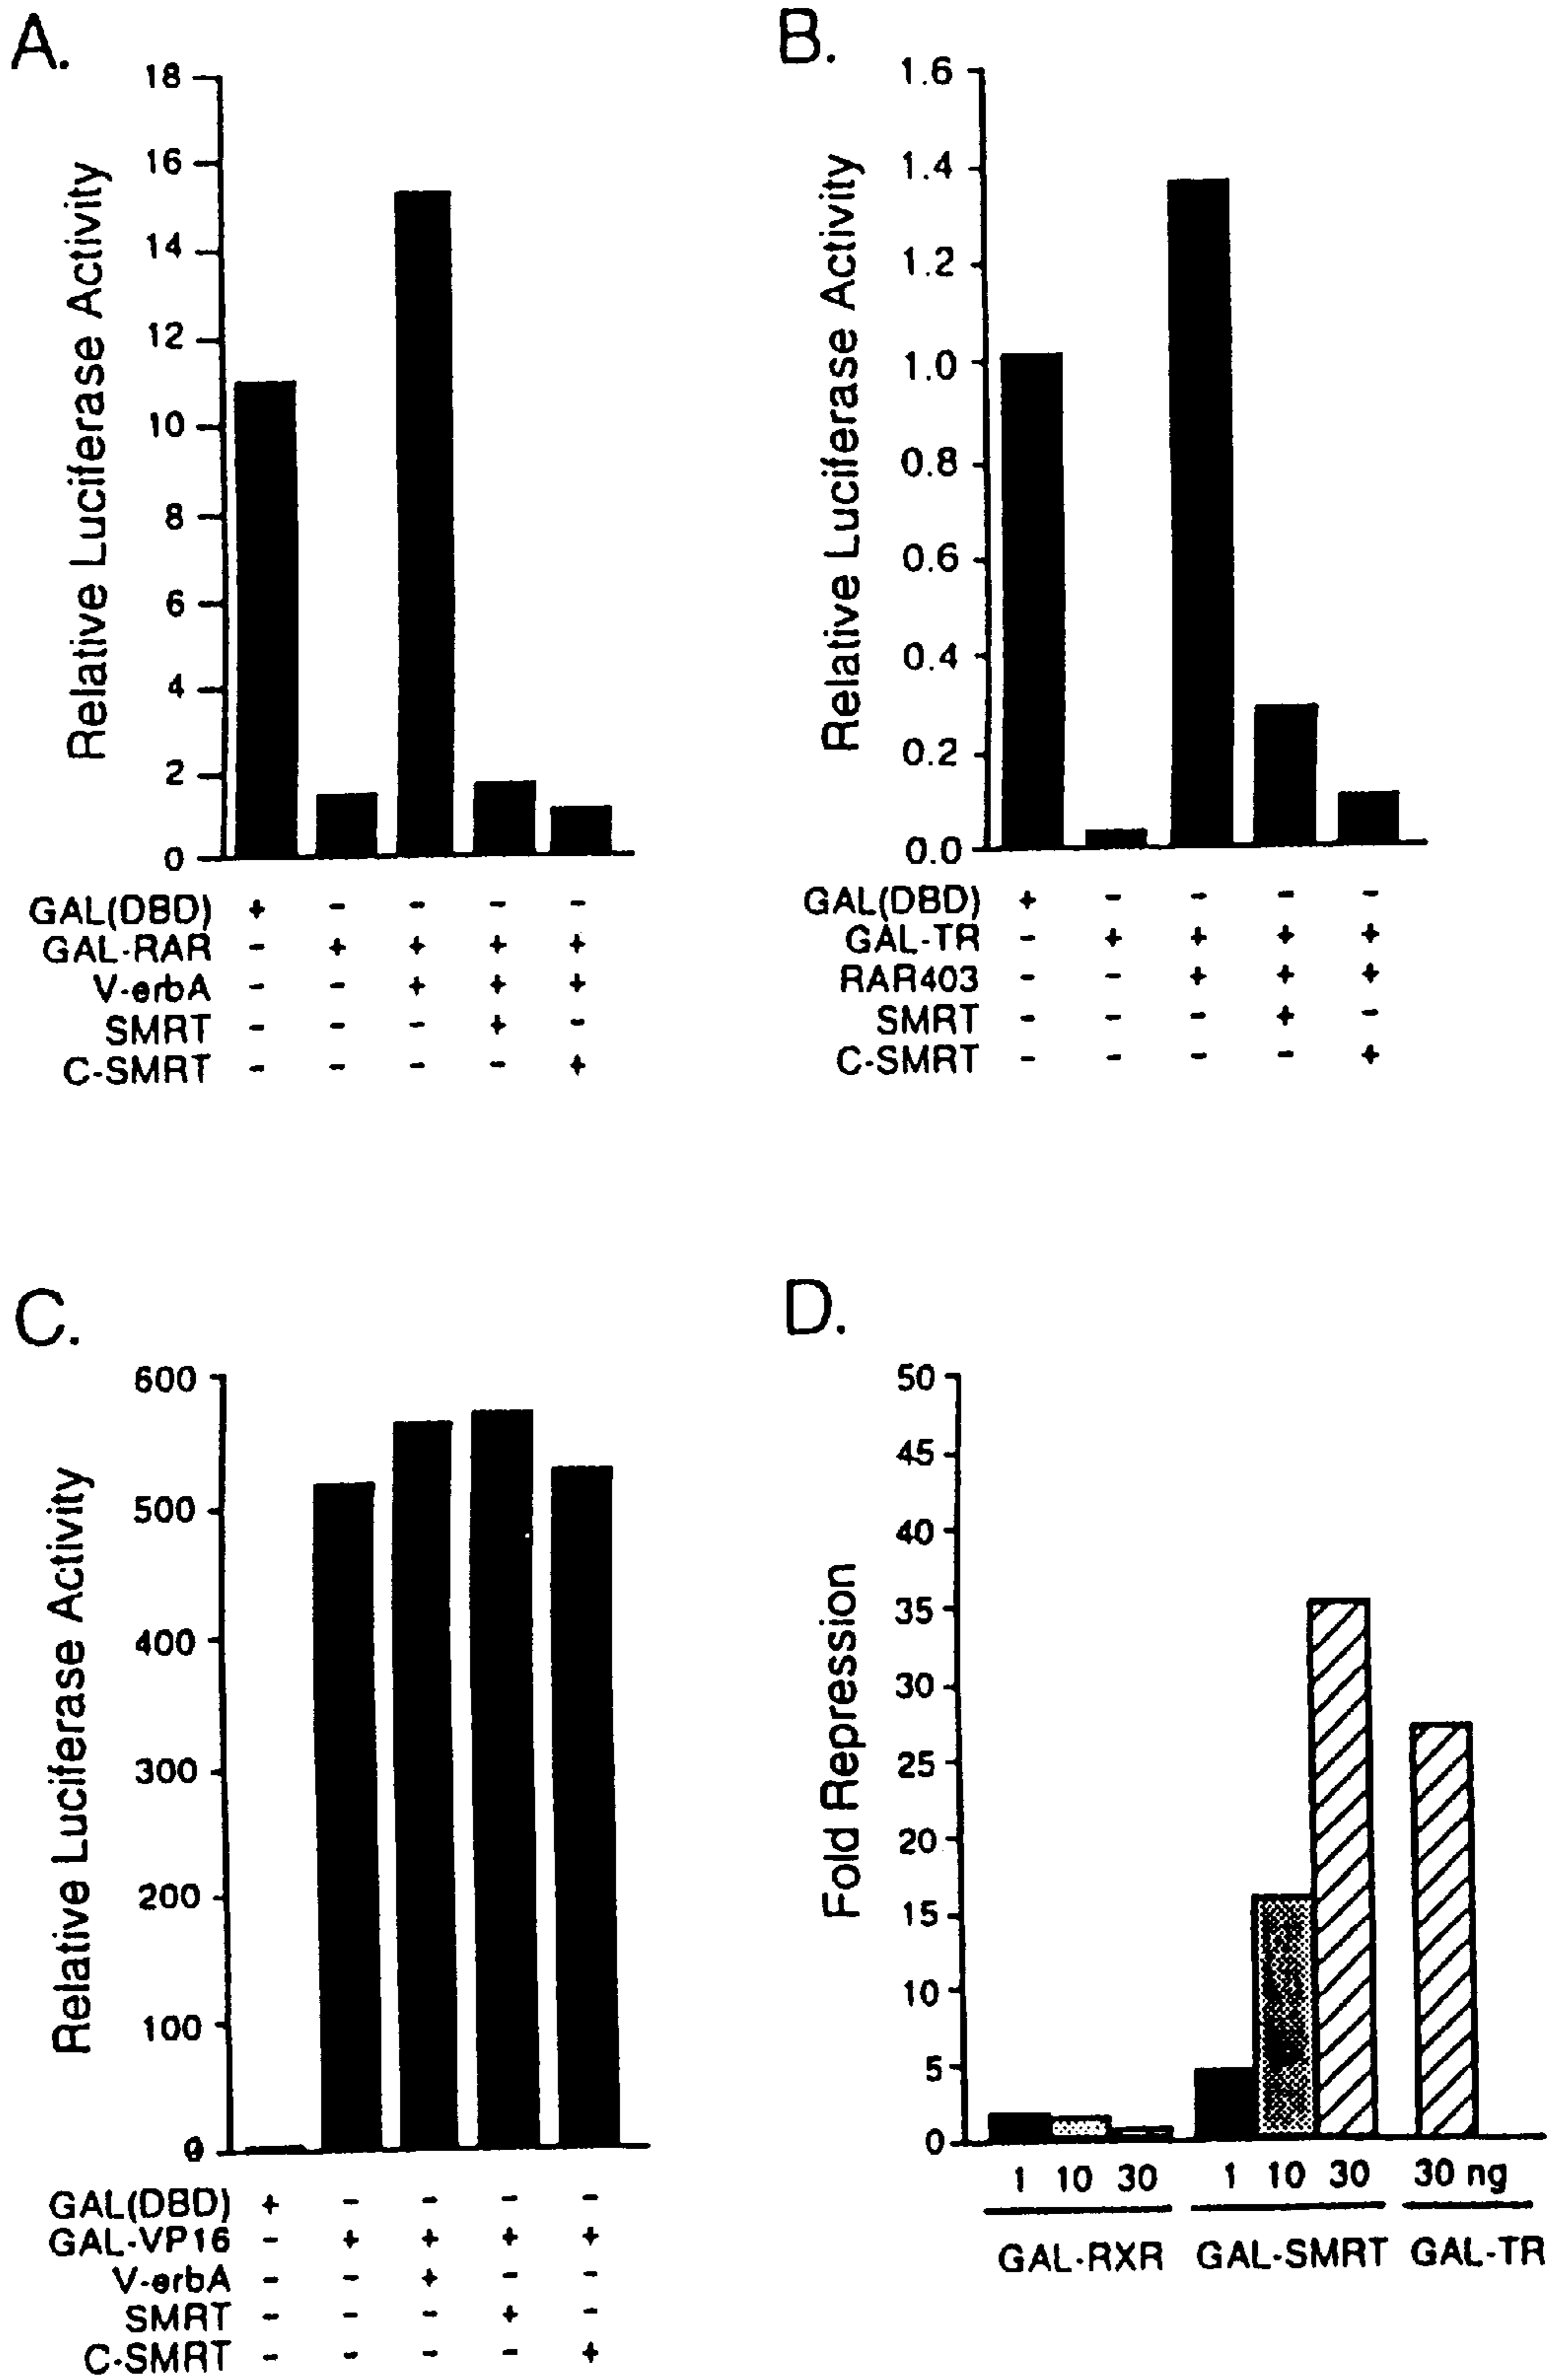 A.
Relative Luciferase Activity
18
16
14
12
10
8
6
4
2
0
GAL(DBD) + - - - -
GAL-RAR - + + + +
V-erbA - - + + +
SMRT - - - + -
C-SMRT - - - - +
B.
Relative Luciferase Activity
1.6
1.4
1.2
1.0
0.8
0.6
0.4
0.2
0.0
GAL(DBD) + - - - -
GAL-TR - + + + +
RAR403 - - + + +
SMRT - - - + -
C-SMRT - - - - +
C.
Relative Luciferase Activity
600
500
400
300
200
100
0
GAL(DBD) + - - - -
GAL-VP16 - + + + +
V-erbA - - + - -
SMRT - - - + -
C-SMRT - - - - +
D.
Fold Repression
50
45
40
35
30
25
20
15
10
5
0
1 10 30 1 10 30 30 ng
GAL-RXR GAL-SMRT GAL-TR